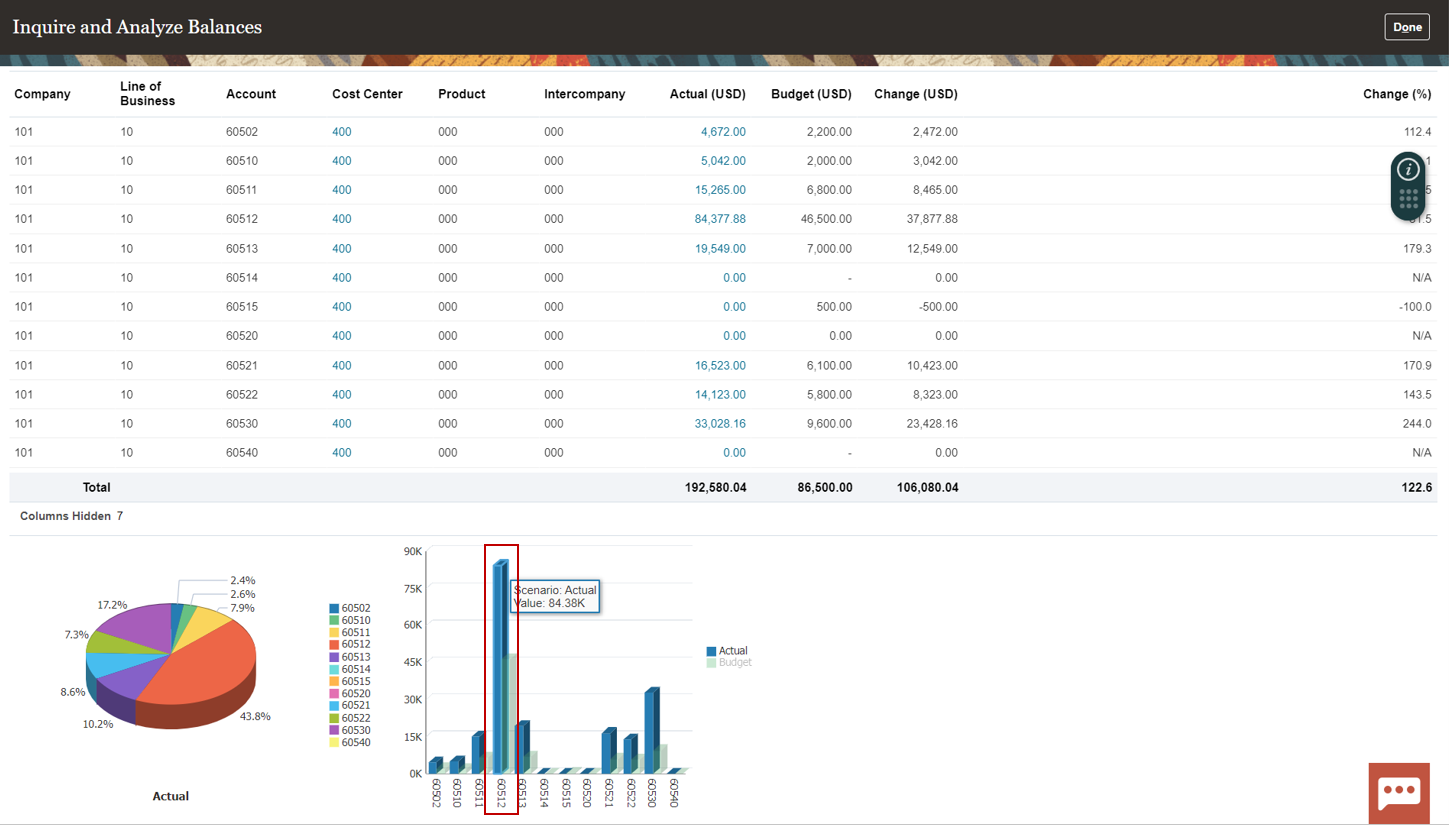 Inquire and Analyze Balances
Done
Company Line of Business Account Cost Center Product Intercompany Actual (USD) Budget (USD) Change (USD) Change (%)
101 10 60502 400 000 000 4,672.00 2,200.00 2,472.00 112.4
101 10 60510 400 000 000 5,042.00 2,000.00 3,042.00
101 10 60511 400 000 000 15,265.00 6,800.00 8,465.00
101 10 60512 400 000 000 84,377.88 46,500.00 37,877.88
101 10 60513 400 000 000 19,549.00 7,000.00 12,549.00 179.3
101 10 60514 400 000 000 0.00 - 0.00 N/A
101 10 60515 400 000 000 0.00 500.00 -500.00 -100.0
101 10 60520 400 000 000 0.00 0.00 0.00 N/A
101 10 60521 400 000 000 16,523.00 6,100.00 10,423.00 170.9
101 10 60522 400 000 000 14,123.00 5,800.00 8,323.00 143.5
101 10 60530 400 000 000 33,028.16 9,600.00 23,428.16 244.0
101 10 60540 400 000 000 0.00 - 0.00 N/A
Total 192,580.04 86,500.00 106,080.04 122.6
Columns Hidden 7
2.4%
2.6%
7.9%
17.2%
7.3%
8.6%
10.2%
43.8%
Actual
60502
60510
60511
60512
60513
60514
60515
60520
60521
60522
60530
60540
90K
75K
60K
45K
30K
15K
0K
Scenario: Actual
Value: 84.38K
60502
60510
60511
60512
60513
60514
60515
60520
60521
60522
60530
60540
Actual
Budget